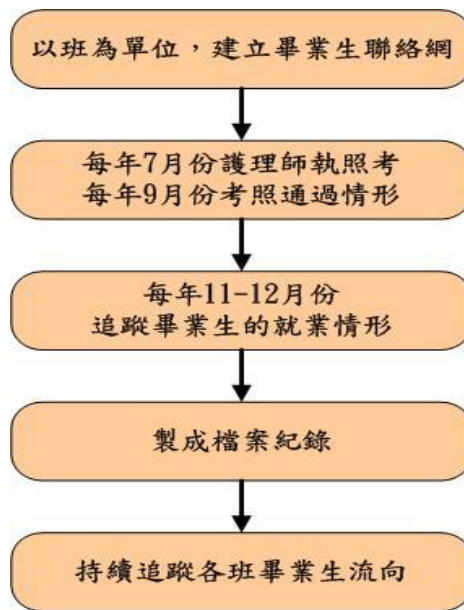 以班為單位，建立畢業生聯絡網
每年7月份護理師執照考
每年9月份考照通過情形
每年11-12月份
追蹤畢業生的就業情形
製成檔案紀錄
持續追蹤各班畢業生流向